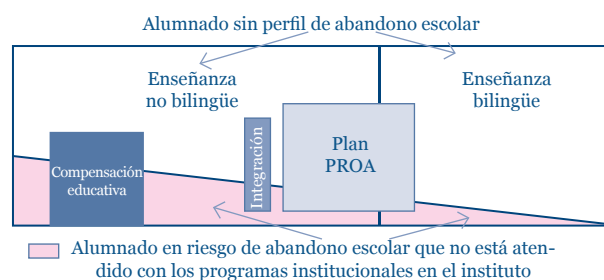 Alumnado sin perfil de abandono escolar
Enseñanza
no bilingüe
Enseñanza
bilingüe
Compensación
educativa
Integración
Plan
PROA
Alumnado en riesgo de abandono escolar que no está aten-
dido con los programas institucionales en el instituto